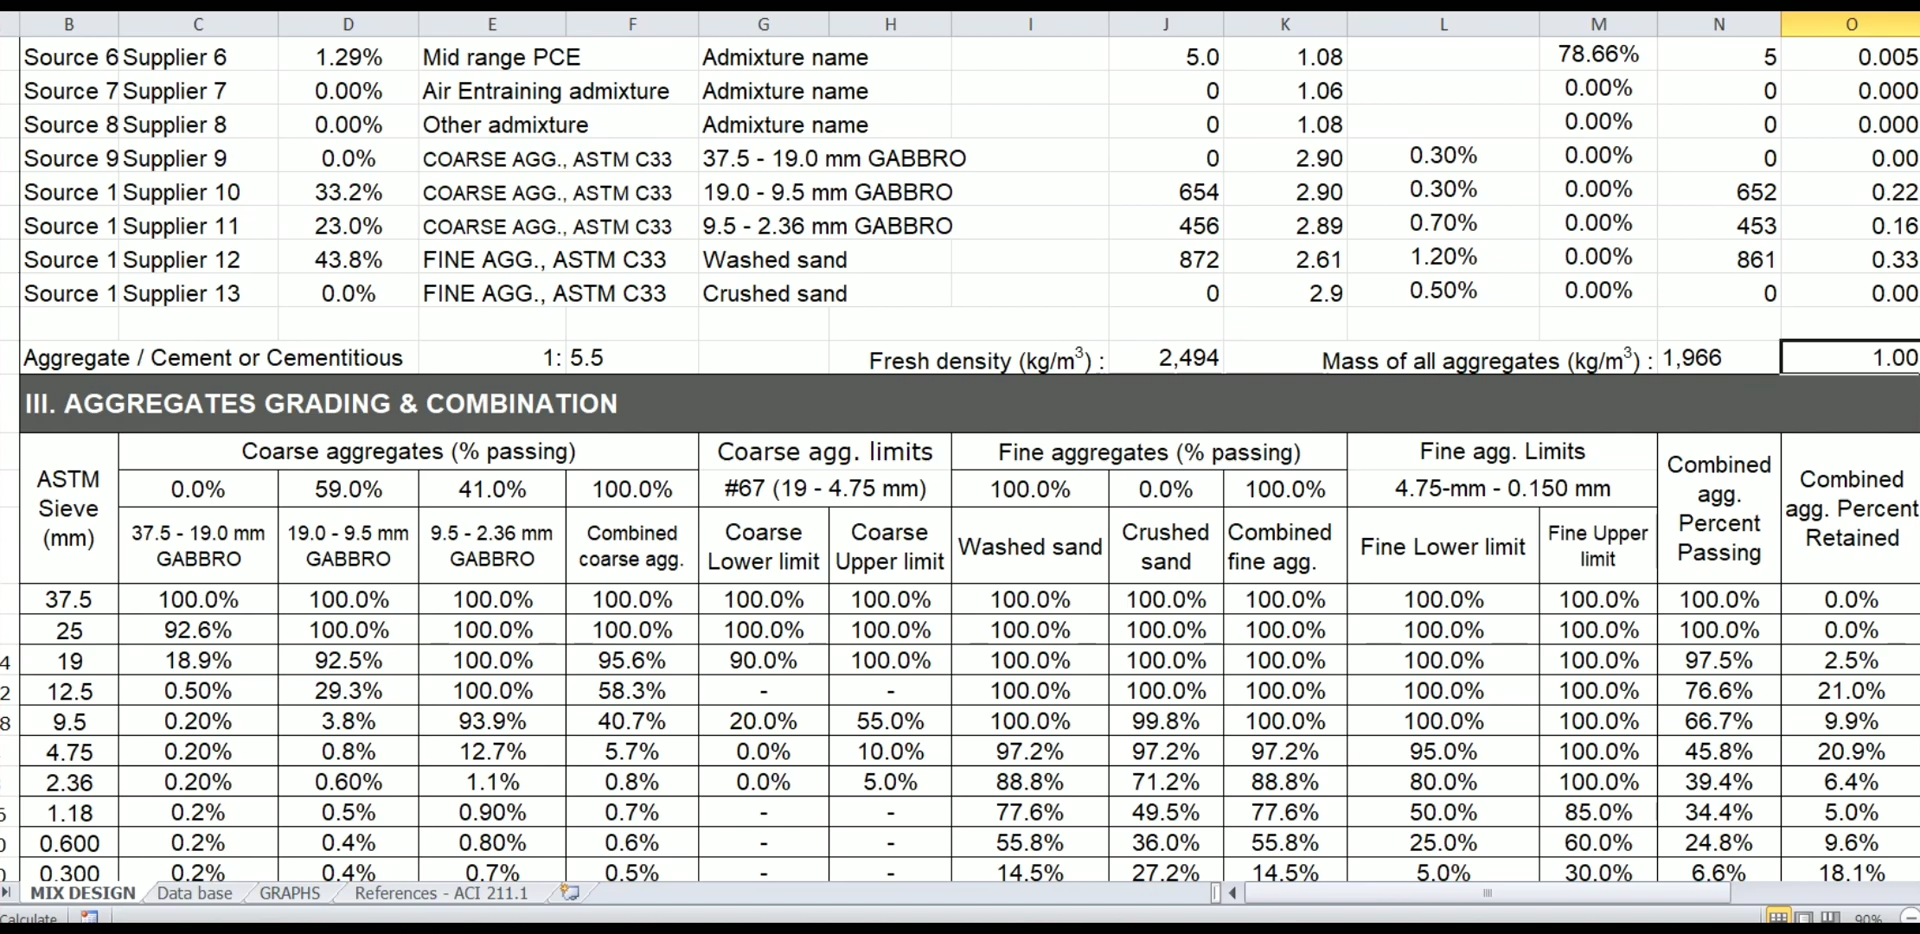 B C D E F G H I J K L M N O
Source 6 Supplier 6 1.29% Mid range PCE Admixture name 5.0 1.08 78.66% 5 0.005
Source 7 Supplier 7 0.00% Air Entraining admixture Admixture name 0 1.06 0.00% 0 0.000
Source 8 Supplier 8 0.00% Other admixture Admixture name 0 1.08 0.00% 0 0.000
Source 9 Supplier 9 0.0% COARSE AGG., ASTM C33 37.5 - 19.0 mm GABBRO 0 2.90 0.30% 0.00% 0 0.00
Source 1 Supplier 10 33.2% COARSE AGG., ASTM C33 19.0 - 9.5 mm GABBRO 654 2.90 0.30% 0.00% 652 0.22
Source 1 Supplier 11 23.0% COARSE AGG., ASTM C33 9.5 - 2.36 mm GABBRO 456 2.89 0.70% 0.00% 453 0.16
Source 1 Supplier 12 43.8% FINE AGG., ASTM C33 Washed sand 872 2.61 1.20% 0.00% 861 0.33
Source 1 Supplier 13 0.0% FINE AGG., ASTM C33 Crushed sand 0 2.9 0.50% 0.00% 0 0.00
Aggregate / Cement or Cementitious 1: 5.5 Fresh density (kg/m³) : 2,494 Mass of all aggregates (kg/m³) : 1,966 1.00
III. AGGREGATES GRADING & COMBINATION
ASTM Sieve (mm) Coarse aggregates (% passing) Coarse agg. limits Fine aggregates (% passing) Fine agg. Limits Combined agg. Percent Passing Combined agg. Percent Retained
0.0% 59.0% 41.0% 100.0% #67 (19 - 4.75 mm) 100.0% 0.0% 100.0% 4.75-mm - 0.150 mm
37.5 - 19.0 mm GABBRO 19.0 - 9.5 mm GABBRO 9.5 - 2.36 mm GABBRO Combined coarse agg. Coarse Lower limit Coarse Upper limit Washed sand Crushed sand Combined fine agg. Fine Lower limit Fine Upper limit
37.5 100.0% 100.0% 100.0% 100.0% 100.0% 100.0% 100.0% 100.0% 100.0% 100.0% 100.0% 100.0% 0.0%
25 92.6% 100.0% 100.0% 100.0% 100.0% 100.0% 100.0% 100.0% 100.0% 100.0% 100.0% 100.0% 0.0%
4 19 18.9% 92.5% 100.0% 95.6% 90.0% 100.0% 100.0% 100.0% 100.0% 100.0% 100.0% 97.5% 2.5%
2 12.5 0.50% 29.3% 100.0% 58.3% - - 100.0% 100.0% 100.0% 100.0% 100.0% 76.6% 21.0%
8 9.5 0.20% 3.8% 93.9% 40.7% 20.0% 55.0% 100.0% 99.8% 100.0% 100.0% 100.0% 66.7% 9.9%
4.75 0.20% 0.8% 12.7% 5.7% 0.0% 10.0% 97.2% 97.2% 97.2% 95.0% 100.0% 45.8% 20.9%
2.36 0.20% 0.60% 1.1% 0.8% 0.0% 5.0% 88.8% 71.2% 88.8% 80.0% 100.0% 39.4% 6.4%
1.18 0.2% 0.5% 0.90% 0.7% - - 77.6% 49.5% 77.6% 50.0% 85.0% 34.4% 5.0%
0.600 0.2% 0.4% 0.80% 0.6% - - 55.8% 36.0% 55.8% 25.0% 60.0% 24.8% 9.6%
0.300 0.2% 0.4% 0.7% 0.5% - - 14.5% 27.2% 14.5% 5.0% 30.0% 6.6% 18.1%
MIX DESIGN Data base GRAPHS References - ACI 211.1
Calculate 90%